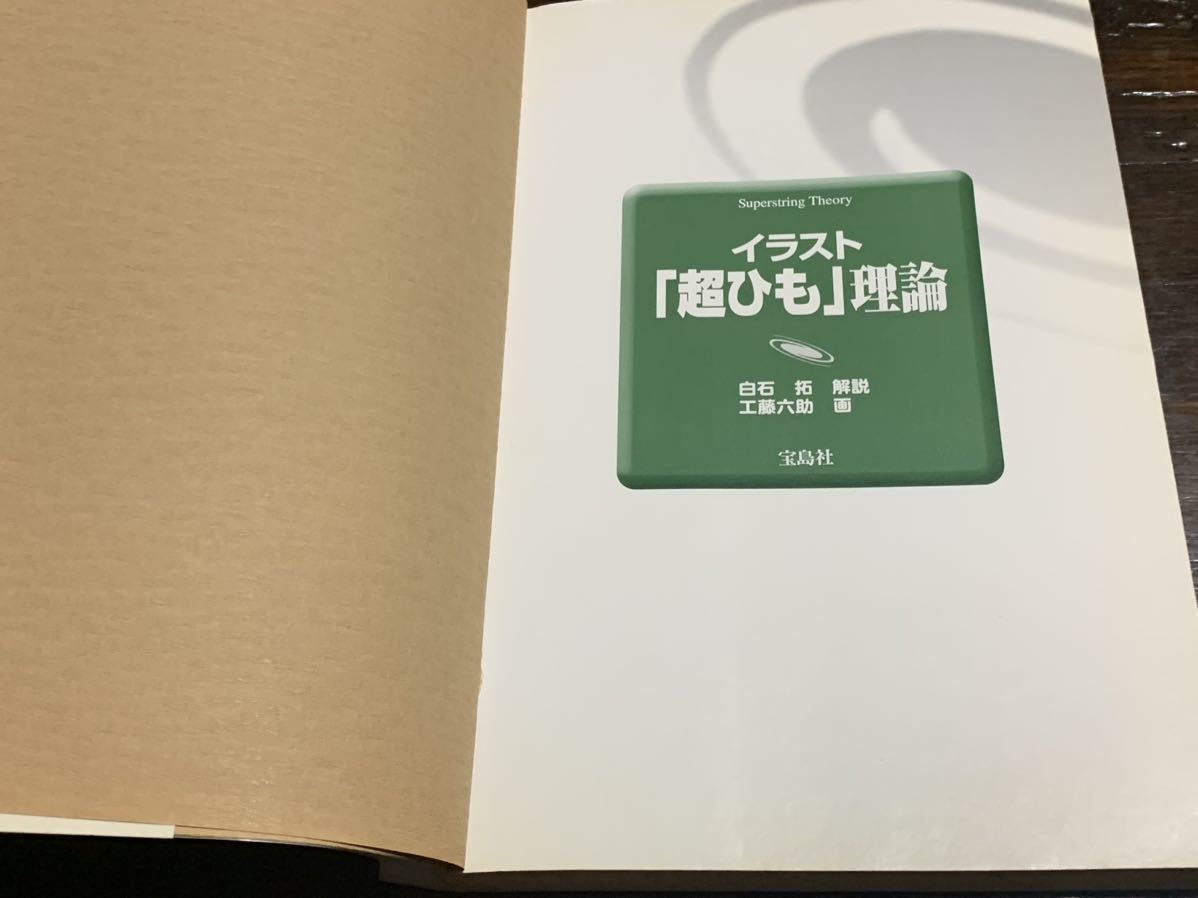 Superstring Theory
イラスト
「超ひも」理論
白石 拓 解説
工藤六助 画
宝島社